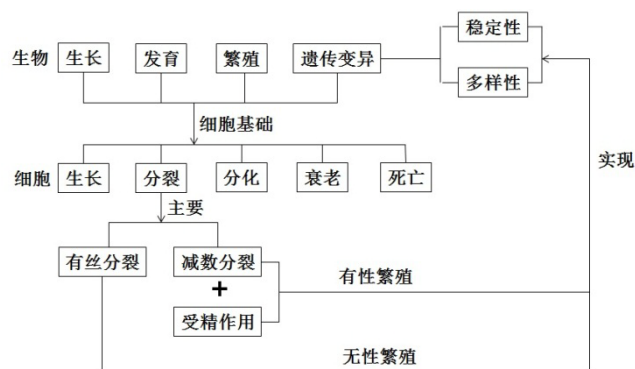 稳定性
生物 生长 发育 繁殖 遗传变异
多样性
细胞基础
实现
细胞 生长 分裂 分化 衰老 死亡
主要
有丝分裂 减数分裂
有性繁殖
+
受精作用
无性繁殖